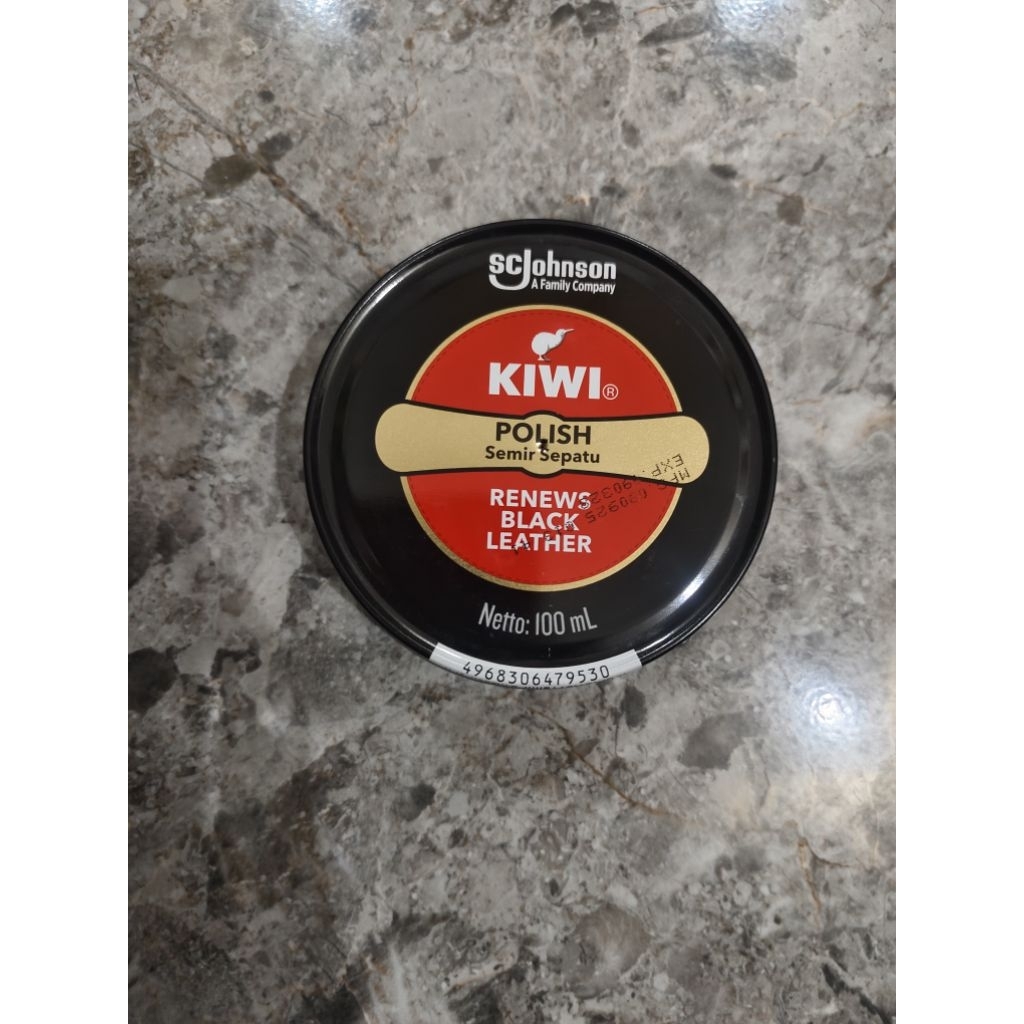 SCJohnson
A Family Company
KIWI®
POLISH
Semir Sepatu
RENEWS
BLACK
LEATHER
Netto: 100 mL
4968306479530